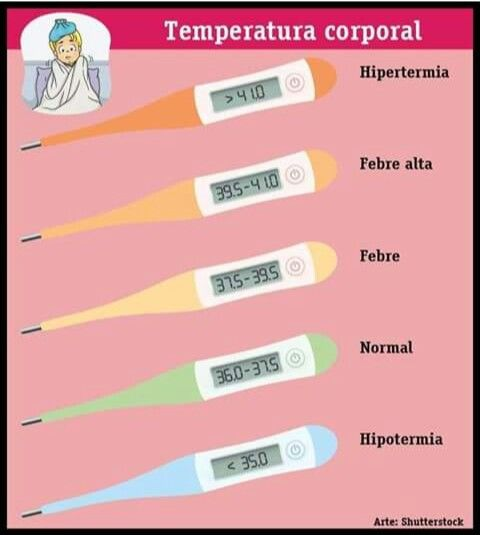 Temperatura corporal
> 41.0
Hipertermia
39.5-41.0
Febre alta
37.5-39.5
Febre
36.0-37.5
Normal
< 35.0
Hipotermia
Arte: Shutterstock